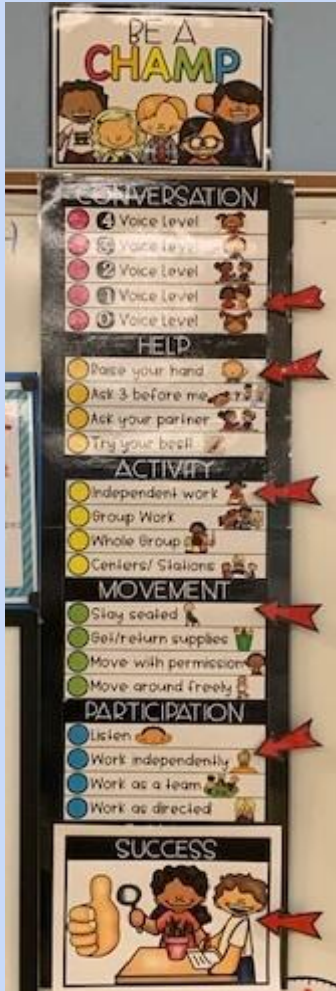 BE A
CHAMP
CONVERSATION
4 Voice Level
3 Voice Level
2 Voice Level
1 Voice Level
0 Voice Level
HELP
Raise your hand
Ask 3 before me
Ask your partner
Try your best!
ACTIVITY
Independent work
Group Work
Whole Group
Centers/ Stations
MOVEMENT
Stay seated
Get/return supplies
Move with permission
Move around freely
PARTICIPATION
Listen
Work independently
Work as a team
Work as directed
SUCCESS